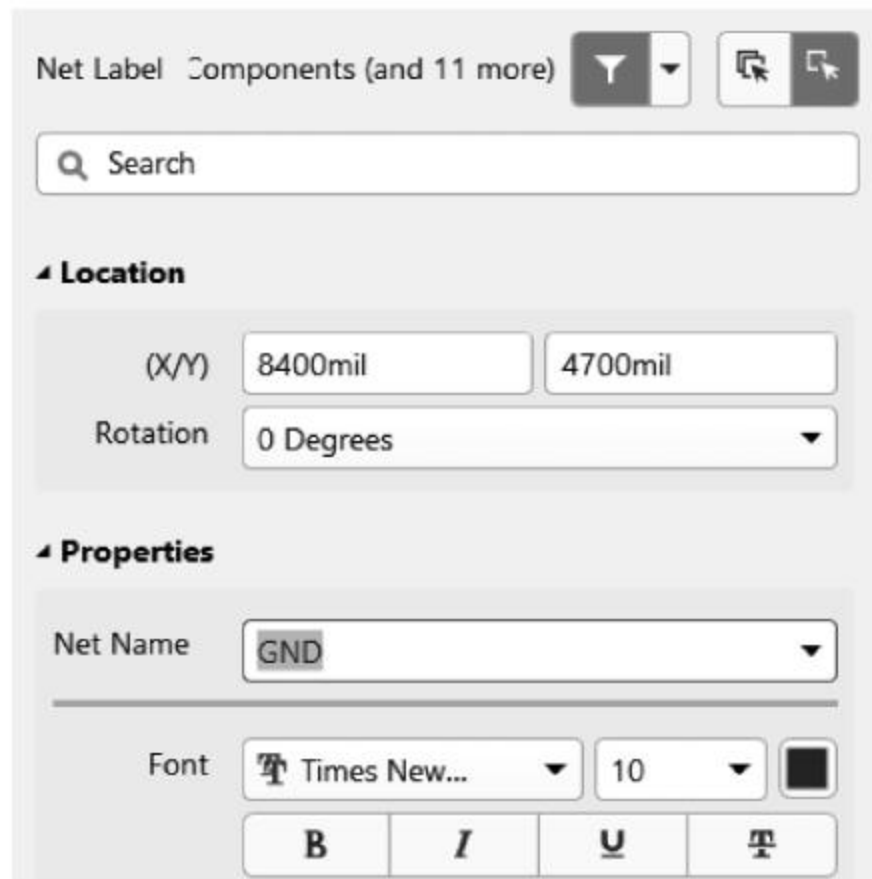 Net Label Components (and 11 more)
Search
Location
(X/Y) 8400mil 4700mil
Rotation 0 Degrees
Properties
Net Name GND
Font Times New... 10
B I U T